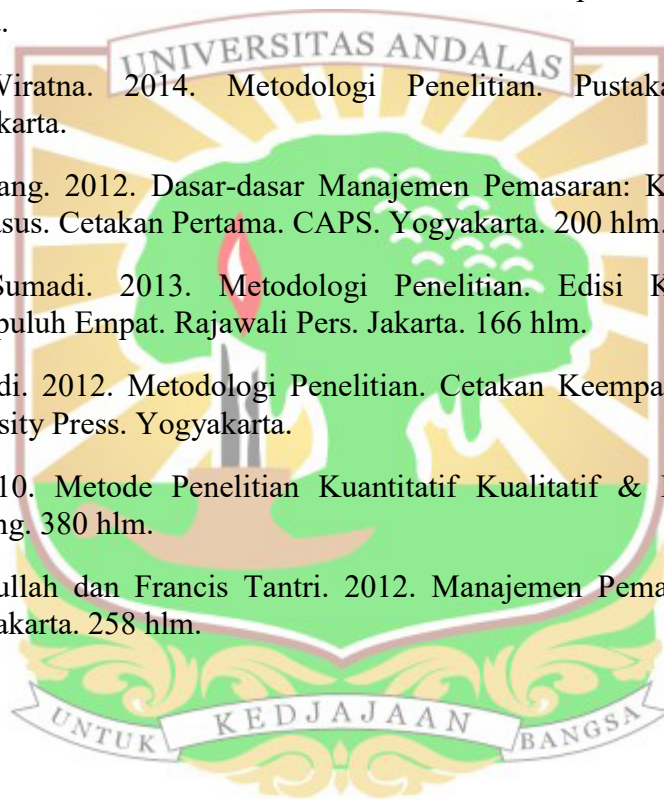 UNIVERSITAS ANDALAS
Wiratna. 2014. Metodologi Penelitian. Pustaka
karta.
ang. 2012. Dasar-dasar Manajemen Pemasaran: K
sus. Cetakan Pertama. CAPS. Yogyakarta. 200 hlm.
Sumadi. 2013. Metodologi Penelitian. Edisi K
puluh Empat. Rajawali Pers. Jakarta. 166 hlm.
di. 2012. Metodologi Penelitian. Cetakan Keempa
sity Press. Yogyakarta.
10. Metode Penelitian Kuantitatif Kualitatif &
ng. 380 hlm.
ullah dan Francis Tantri. 2012. Manajemen Pema
akarta. 258 hlm.
UNTUK KEDJAJAAN BANGSA